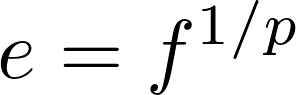 e = f^{1/p}